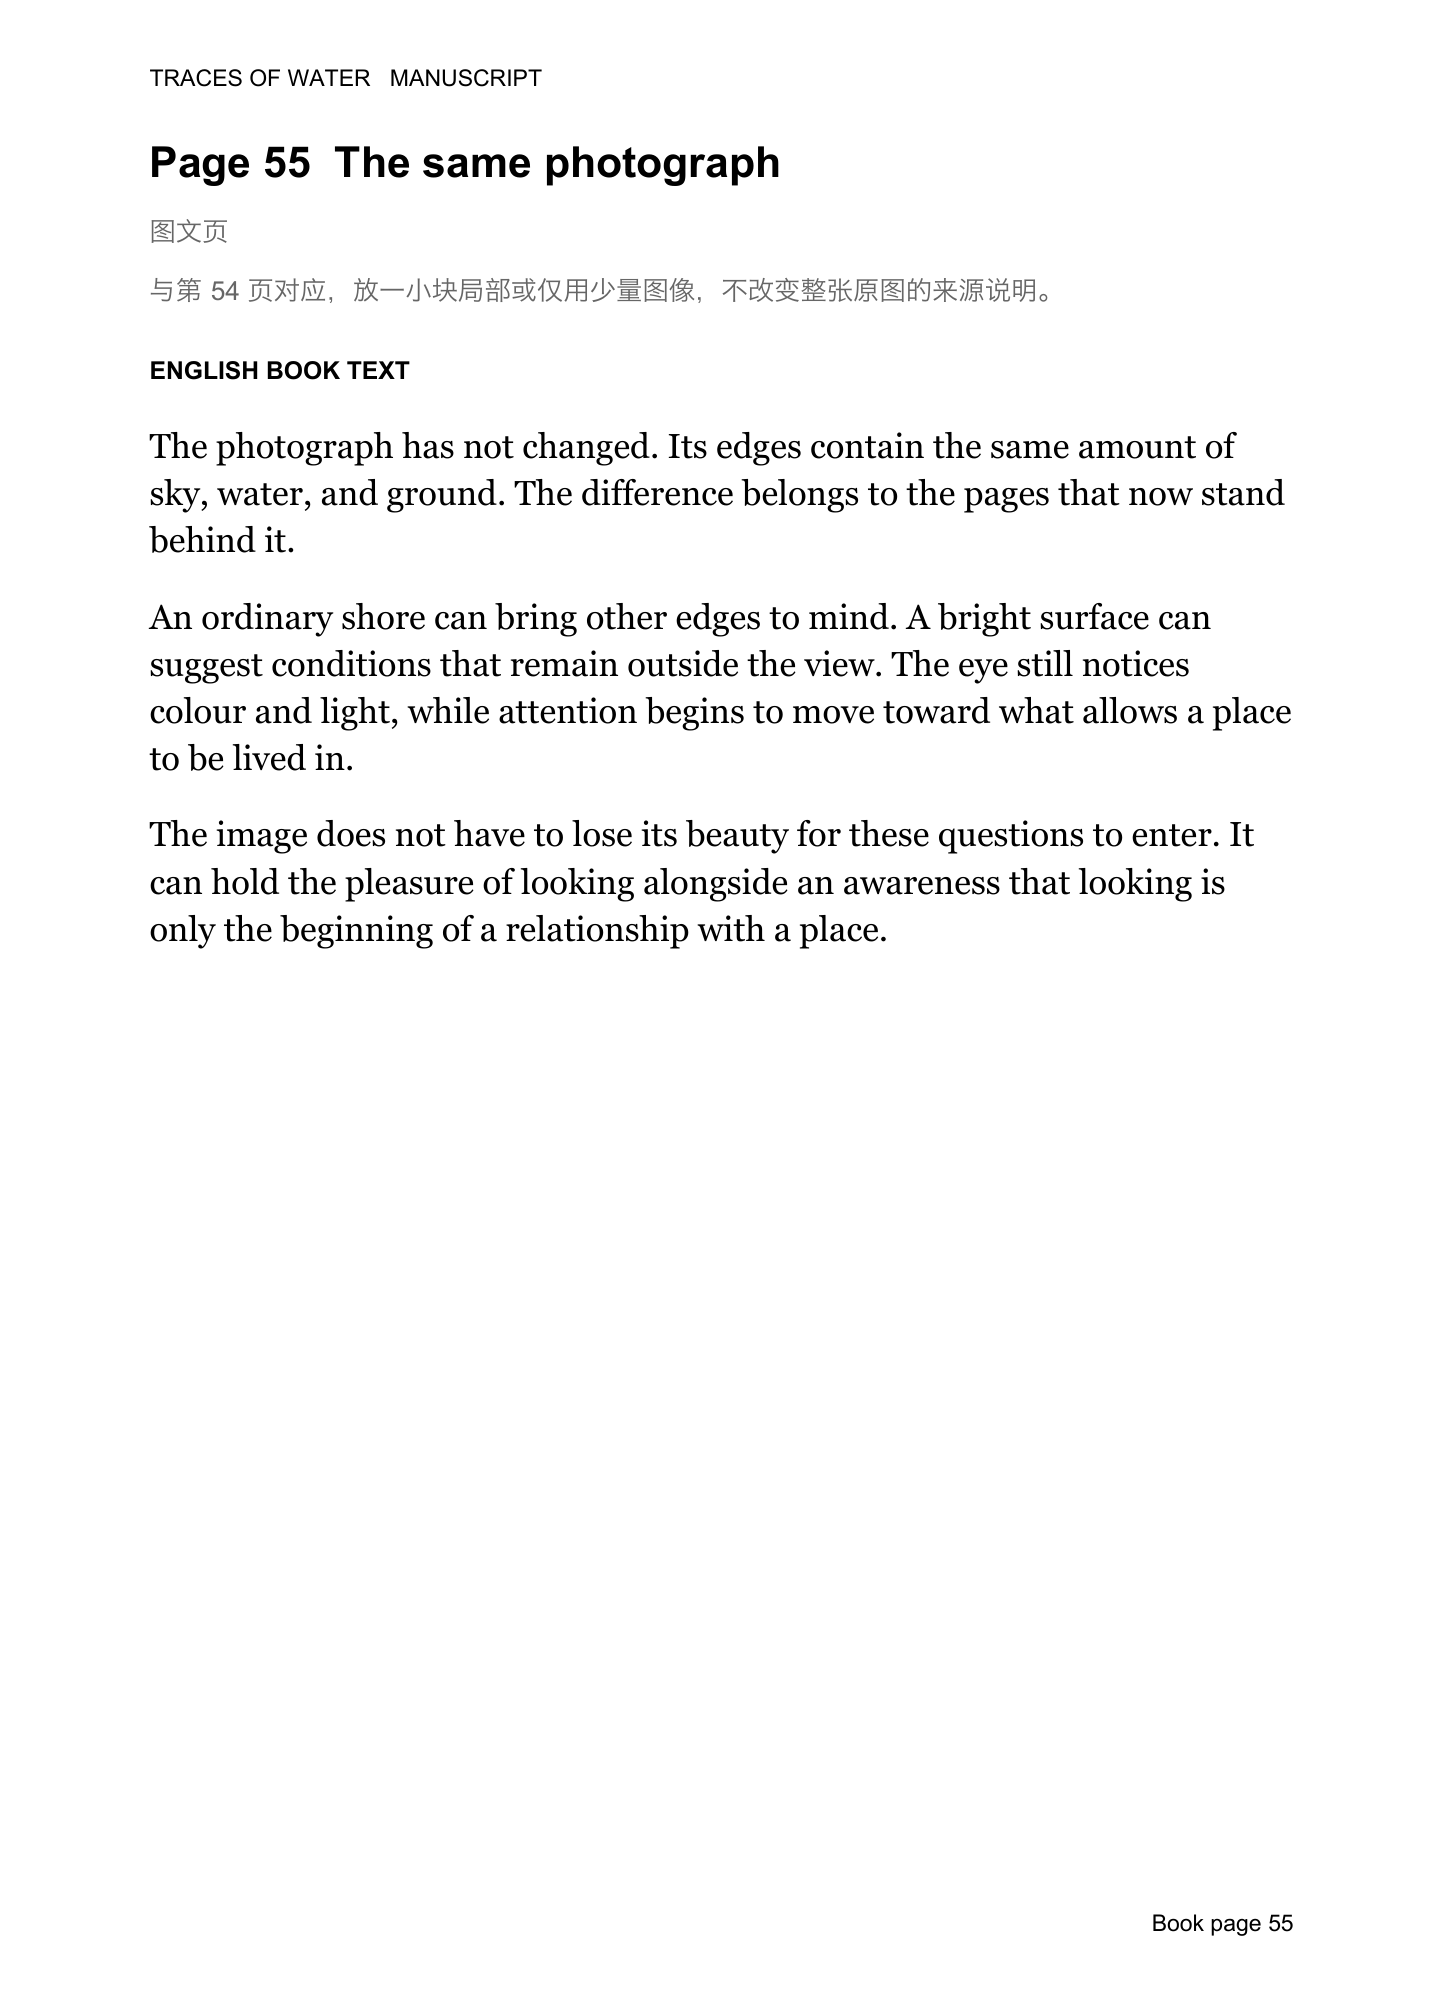 TRACES OF WATER MANUSCRIPT
Page 55 The same photograph
图文页
与第 54 页对应，放一小块局部或仅用少量图像，不改变整张原图的来源说明。
ENGLISH BOOK TEXT
The photograph has not changed. Its edges contain the same amount of
sky, water, and ground. The difference belongs to the pages that now stand
behind it.
An ordinary shore can bring other edges to mind. A bright surface can
suggest conditions that remain outside the view. The eye still notices
colour and light, while attention begins to move toward what allows a place
to be lived in.
The image does not have to lose its beauty for these questions to enter. It
can hold the pleasure of looking alongside an awareness that looking is
only the beginning of a relationship with a place.
Book page 55